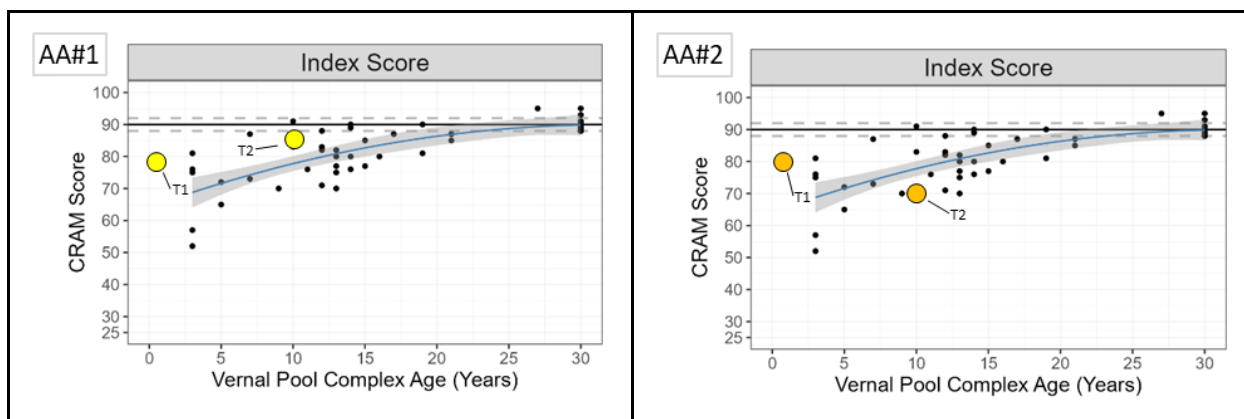 AA#1
Index Score
CRAM Score
100
90
80
70
60
50
40
30
25
T1
T2
0 5 10 15 20 25 30
Vernal Pool Complex Age (Years)
AA#2
Index Score
CRAM Score
100
90
80
70
60
50
40
30
25
T1
T2
0 5 10 15 20 25 30
Vernal Pool Complex Age (Years)